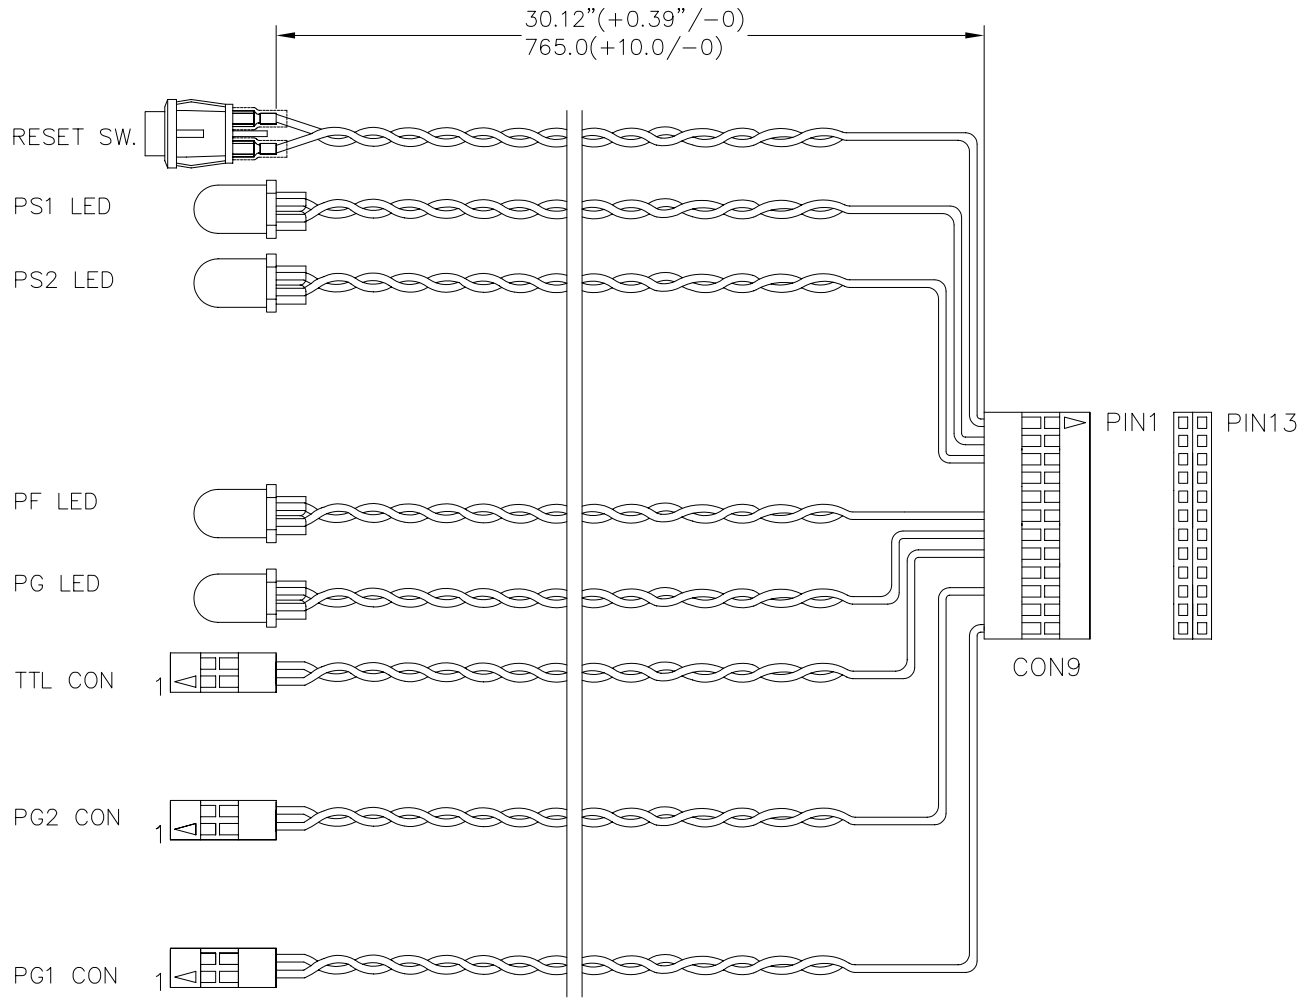 30.12”(+0.39”/−0)
765.0(+10.0/−0)
RESET SW.
PS1 LED
PS2 LED
PIN1
PIN13
PF LED
PG LED
CON9
TTL CON
1
PG2 CON
1
PG1 CON
1